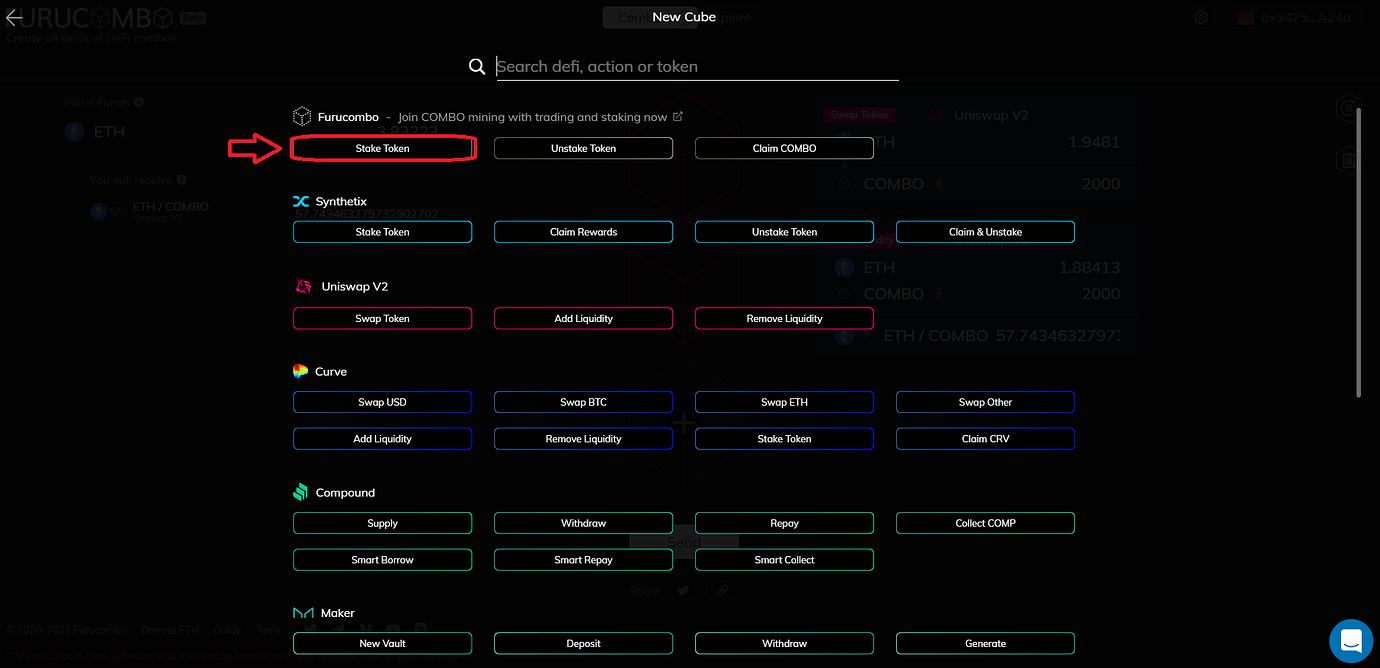 FURUCOMBO Beta
New Cube
Explore
0x3475...A24a
Create all kinds of DeFi combos.
Search defi, action or token
Initial Funds
ETH
You will receive
ETH / COMBO
Uniswap V2
Furucombo - Join COMBO mining with trading and staking now
3.83223
Stake Token Unstake Token Claim COMBO
Synthetix
57.743463279732902702
Stake Token Claim Rewards Unstake Token Claim & Unstake
Uniswap V2
Swap Token Add Liquidity Remove Liquidity
Curve
Swap USD Swap BTC Swap ETH Swap Other
Add Liquidity Remove Liquidity Stake Token Claim CRV
Compound
Supply Withdraw Repay Collect COMP
Smart Borrow Smart Repay Smart Collect
Send
Share
Maker
New Vault Deposit Withdraw Generate
Swap Token Uniswap V2
ETH 1.9481
COMBO 2000
ETH 1.88413
COMBO 2000
ETH / COMBO 57.7434632797
© 2020-2021 Furucombo Donate ETH Guide Tools